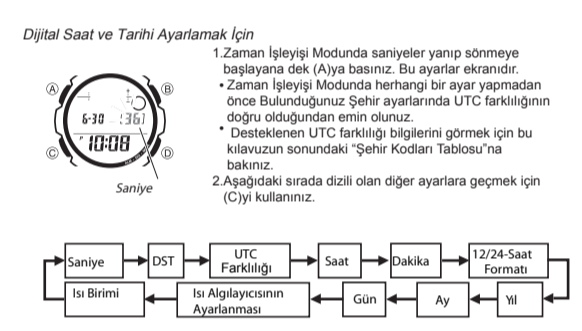 Dijital Saat ve Tarihi Ayarlamak İçin
1.Zaman İşleyişi Modunda saniyeler yanıp sönmeye
başlayana dek (A)ya basınız. Bu ayarlar ekranıdır.
• Zaman İşleyişi Modunda herhangi bir ayar yapmadan
önce Bulunduğunuz Şehir ayarlarında UTC farklılığının
doğru olduğundan emin olunuz.
• Desteklenen UTC farklılığı bilgilerini görmek için bu
kılavuzun sonundaki “Şehir Kodları Tablosu”na
bakınız.
2.Aşağıdaki sırada dizili olan diğer ayarlara geçmek için
(C)yi kullanınız.
A
B
6-30
36
10:08
C
D
Saniye
Saniye
DST
UTC
Farklılığı
Saat
Dakika
12/24-Saat
Formatı
Yıl
Ay
Gün
Isı Algılayıcısının
Ayarlanması
Isı Birimi